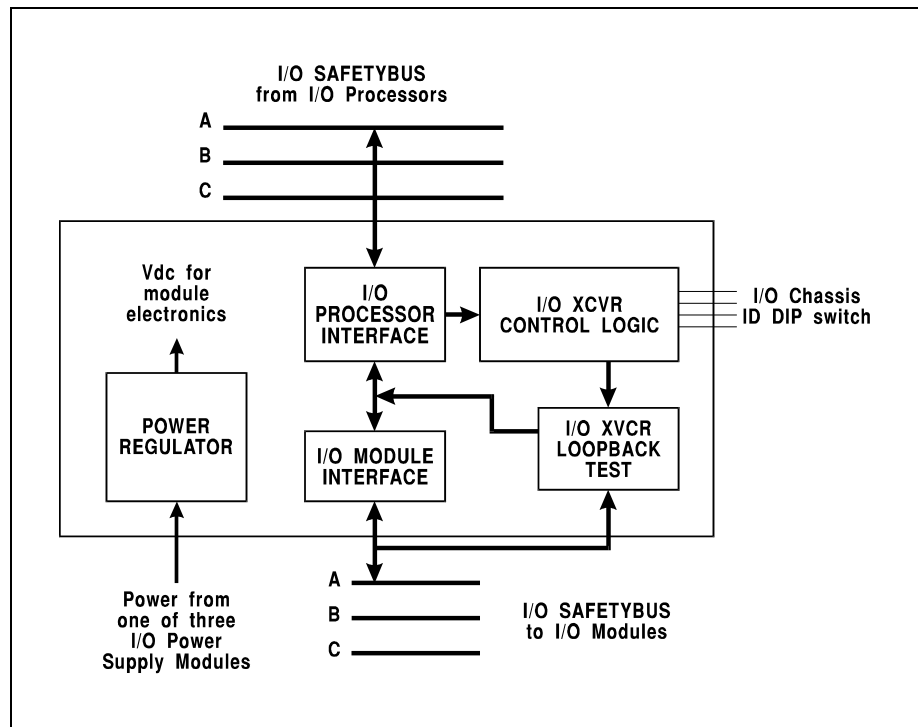 I/O SAFETYBUS
from I/O Processors
A
B
C
Vdc for
module
electronics
I/O
PROCESSOR
INTERFACE
I/O XCVR
CONTROL LOGIC
I/O Chassis
ID DIP switch
POWER
REGULATOR
I/O MODULE
INTERFACE
I/O XVCR
LOOPBACK
TEST
Power from
one of three
I/O Power
Supply Modules
A
B
C
I/O SAFETYBUS
to I/O Modules